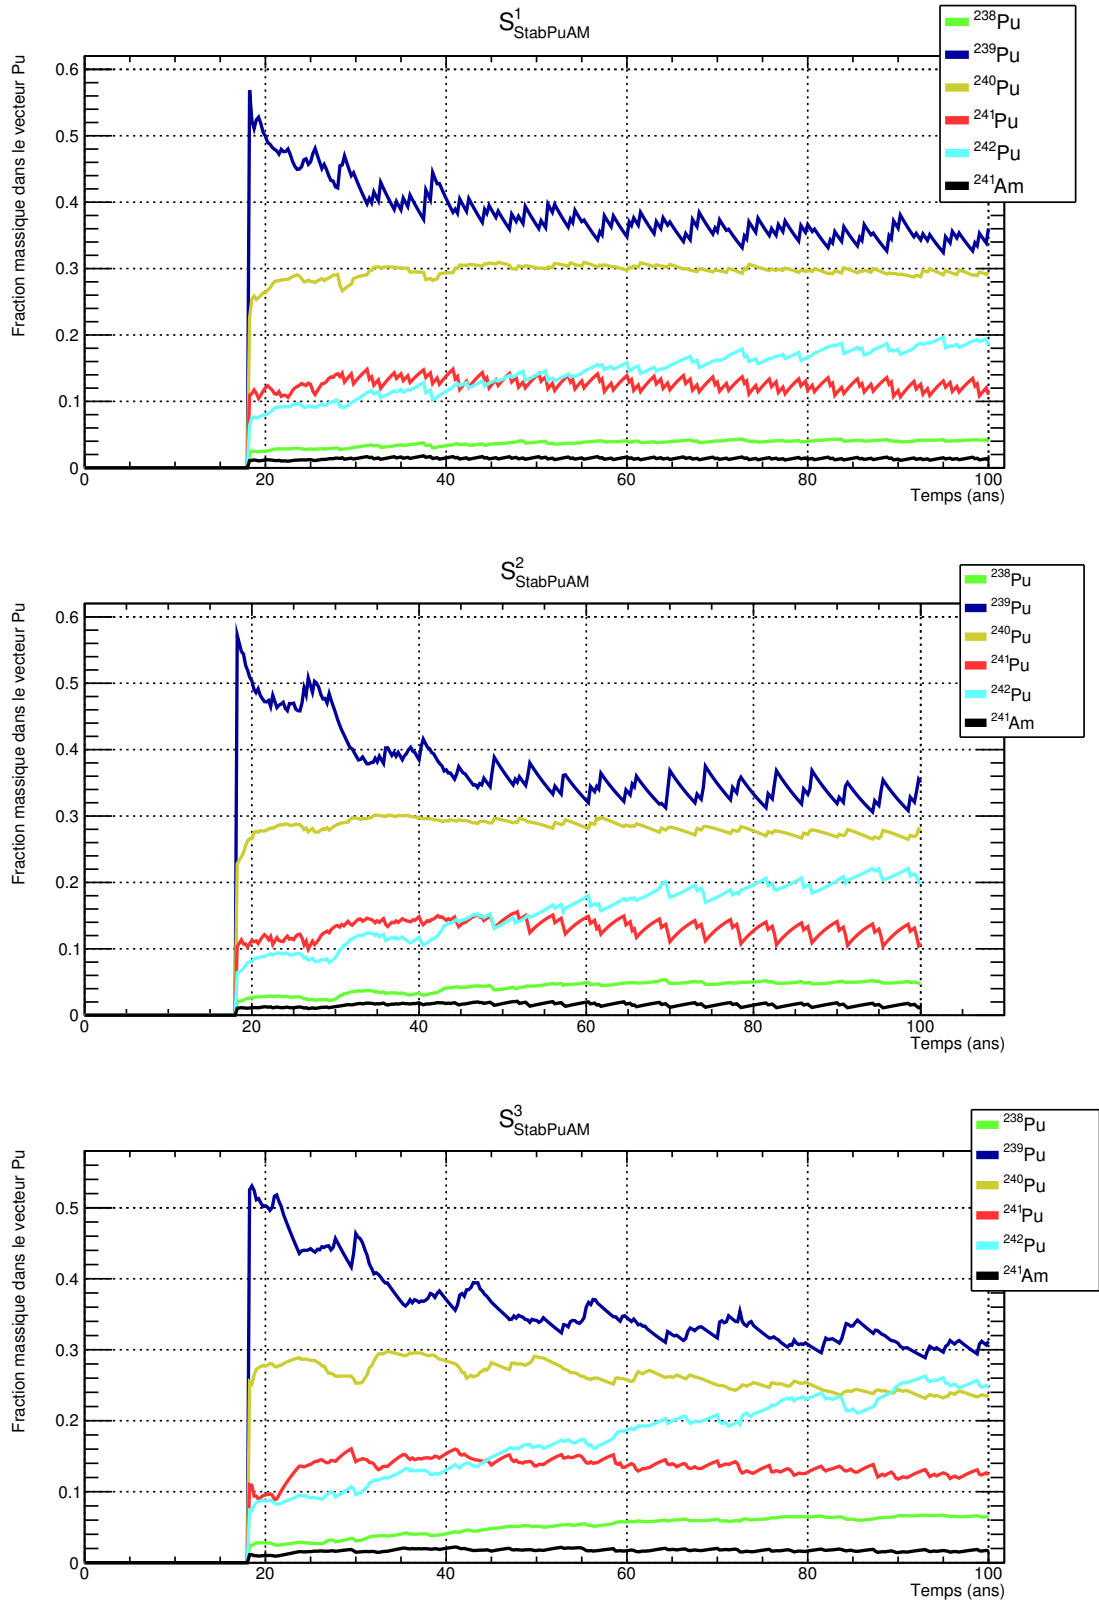 S¹StabPuAM
²³⁸Pu
²³⁹Pu
²⁴⁰Pu
²⁴¹Pu
²⁴²Pu
²⁴¹Am
Fraction massique dans le vecteur Pu
0.6
0.5
0.4
0.3
0.2
0.1
0
0 20 40 60 80 100
Temps (ans)
S²StabPuAM
²³⁸Pu
²³⁹Pu
²⁴⁰Pu
²⁴¹Pu
²⁴²Pu
²⁴¹Am
Fraction massique dans le vecteur Pu
0.6
0.5
0.4
0.3
0.2
0.1
0
0 20 40 60 80 100
Temps (ans)
S³StabPuAM
²³⁸Pu
²³⁹Pu
²⁴⁰Pu
²⁴¹Pu
²⁴²Pu
²⁴¹Am
Fraction massique dans le vecteur Pu
0.5
0.4
0.3
0.2
0.1
0
0 20 40 60 80 100
Temps (ans)